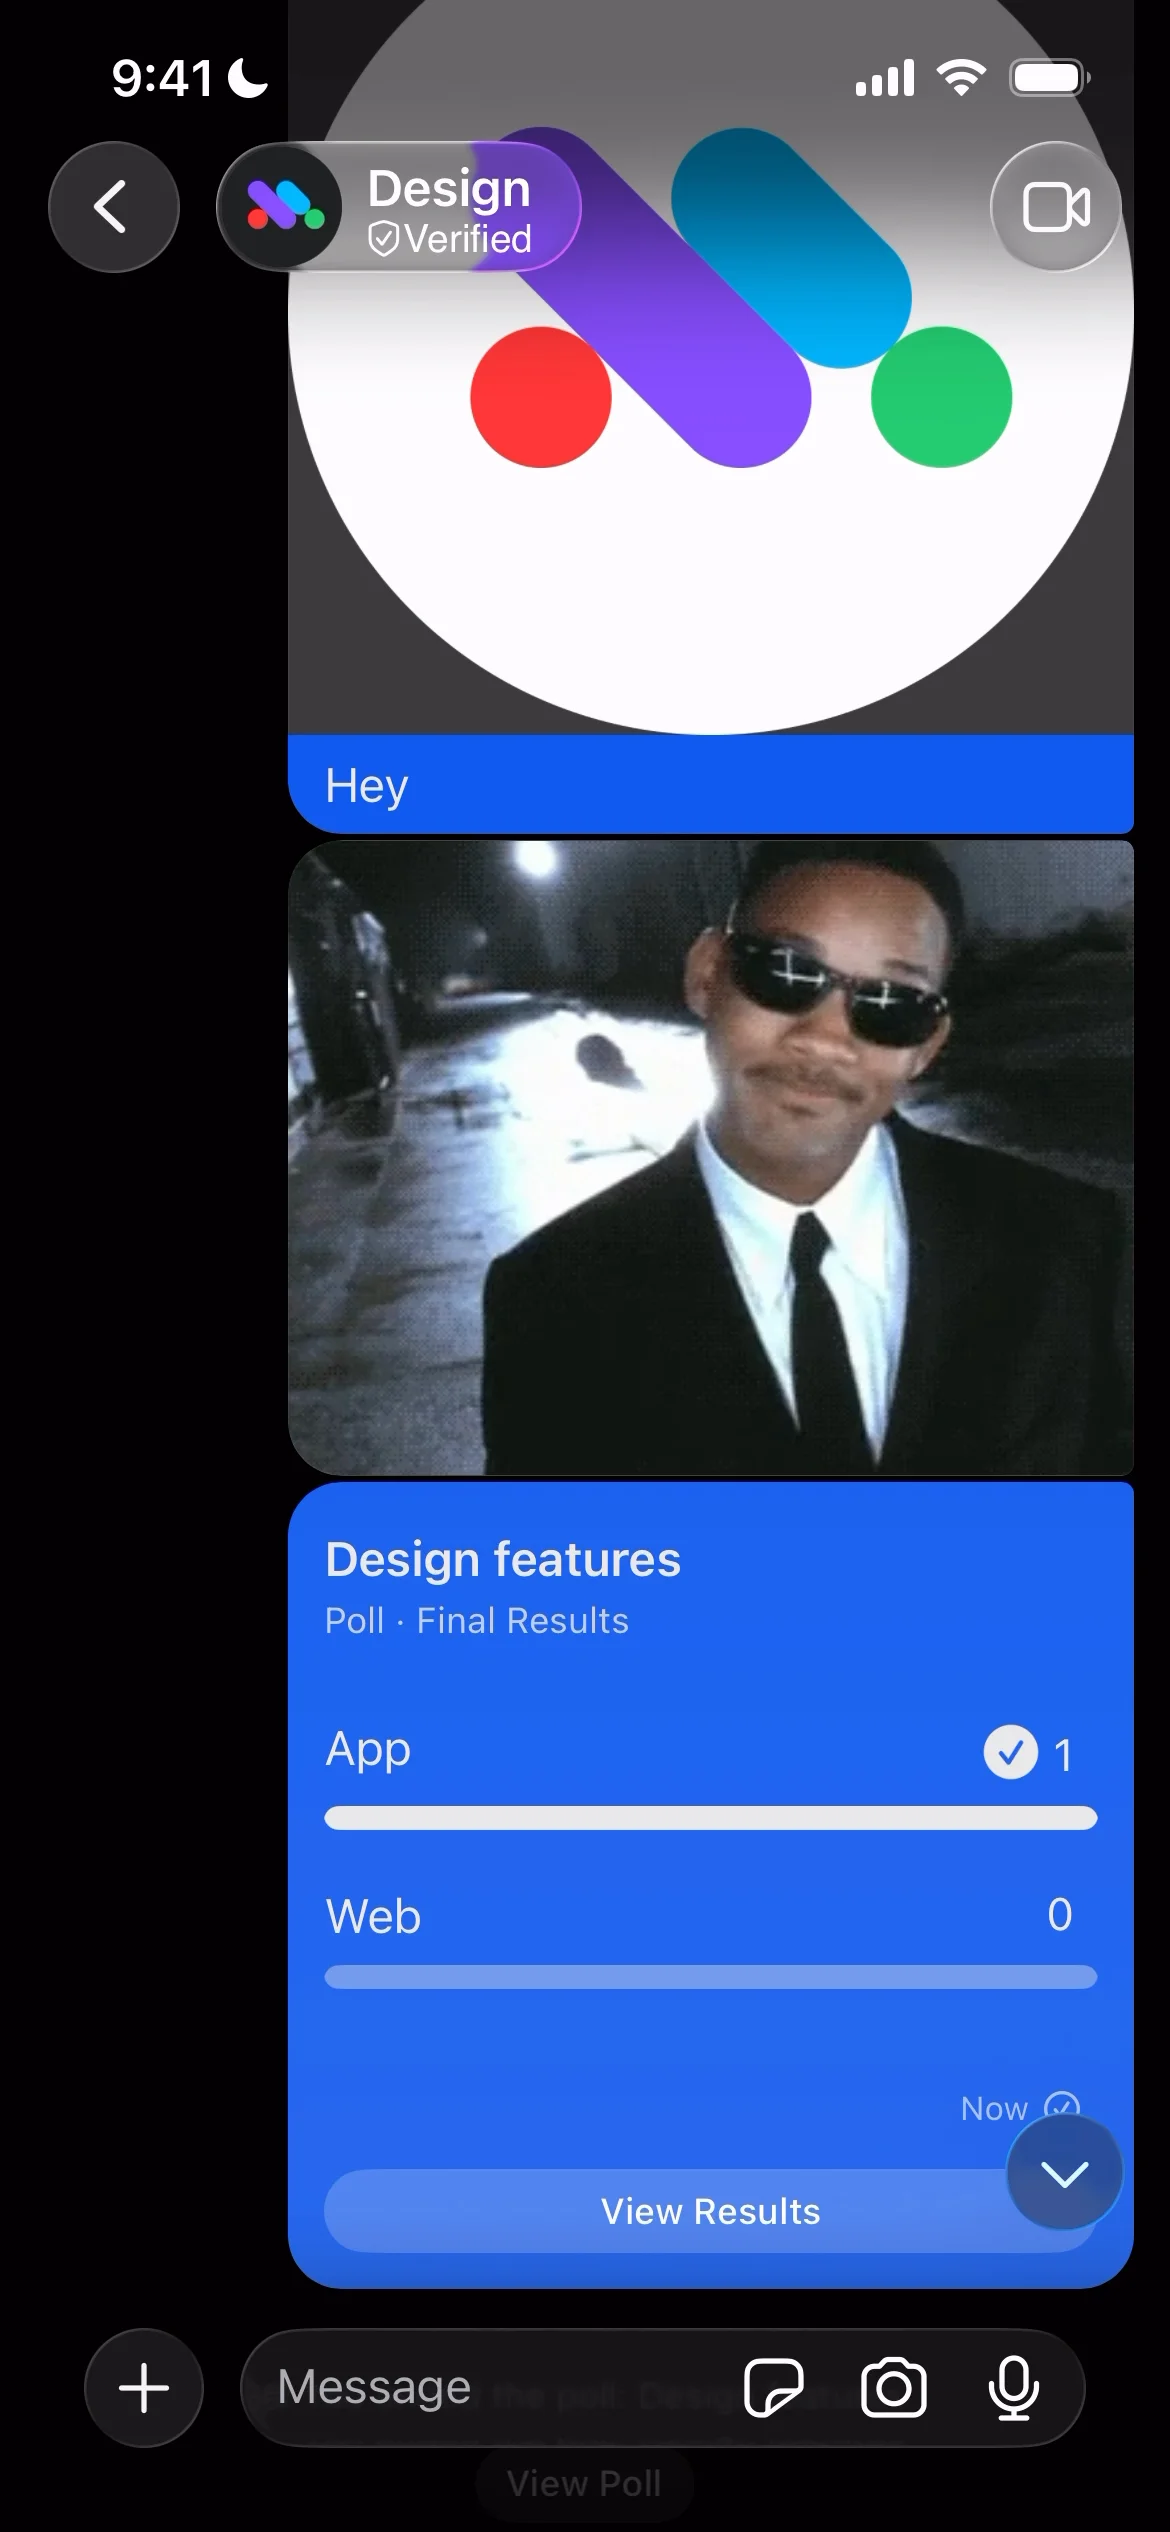 9:41
Design
Verified
Hey
Design features
Poll · Final Results
App
1
Web
0
Now
View Results
Message
View Poll